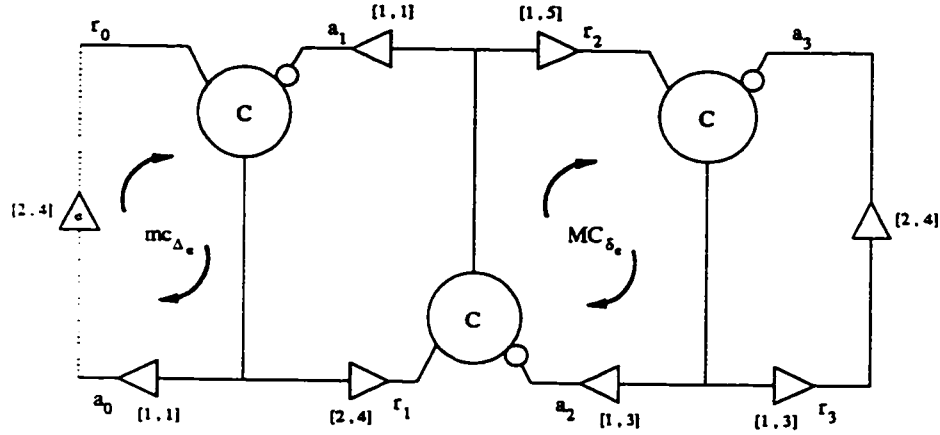 [1,1] [1,5]
r0 a1 r2 a3
C C
[2,4] e [2,4]
mcΔe MCδe
C
a0 [1,1] [2,4] r1 a2 [1,3] [1,3] r3